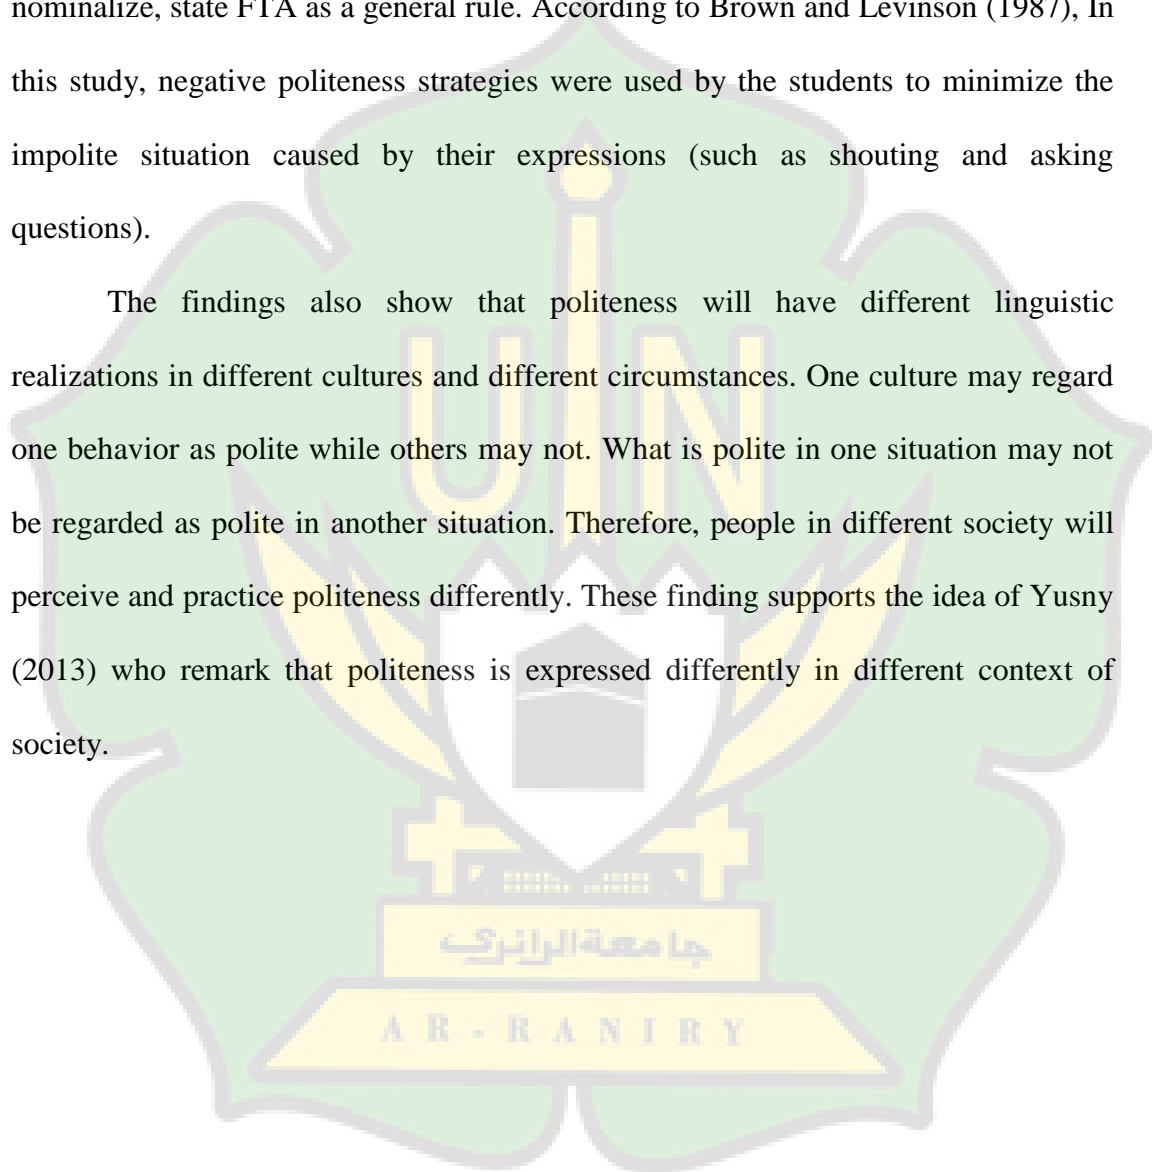 nominalize, state FTA as a general rule. According to Brown and Levinson (1987), In
this study, negative politeness strategies were used by the students to minimize the
impolite situation caused by their expressions (such as shouting and asking
questions).
The findings also show that politeness will have different linguistic
realizations in different cultures and different circumstances. One culture may regard
one behavior as polite while others may not. What is polite in one situation may not
be regarded as polite in another situation. Therefore, people in different society will
perceive and practice politeness differently. These finding supports the idea of Yusny
(2013) who remark that politeness is expressed differently in different context of
society.
UIN
جامعة الرانري
AR-RANIRY